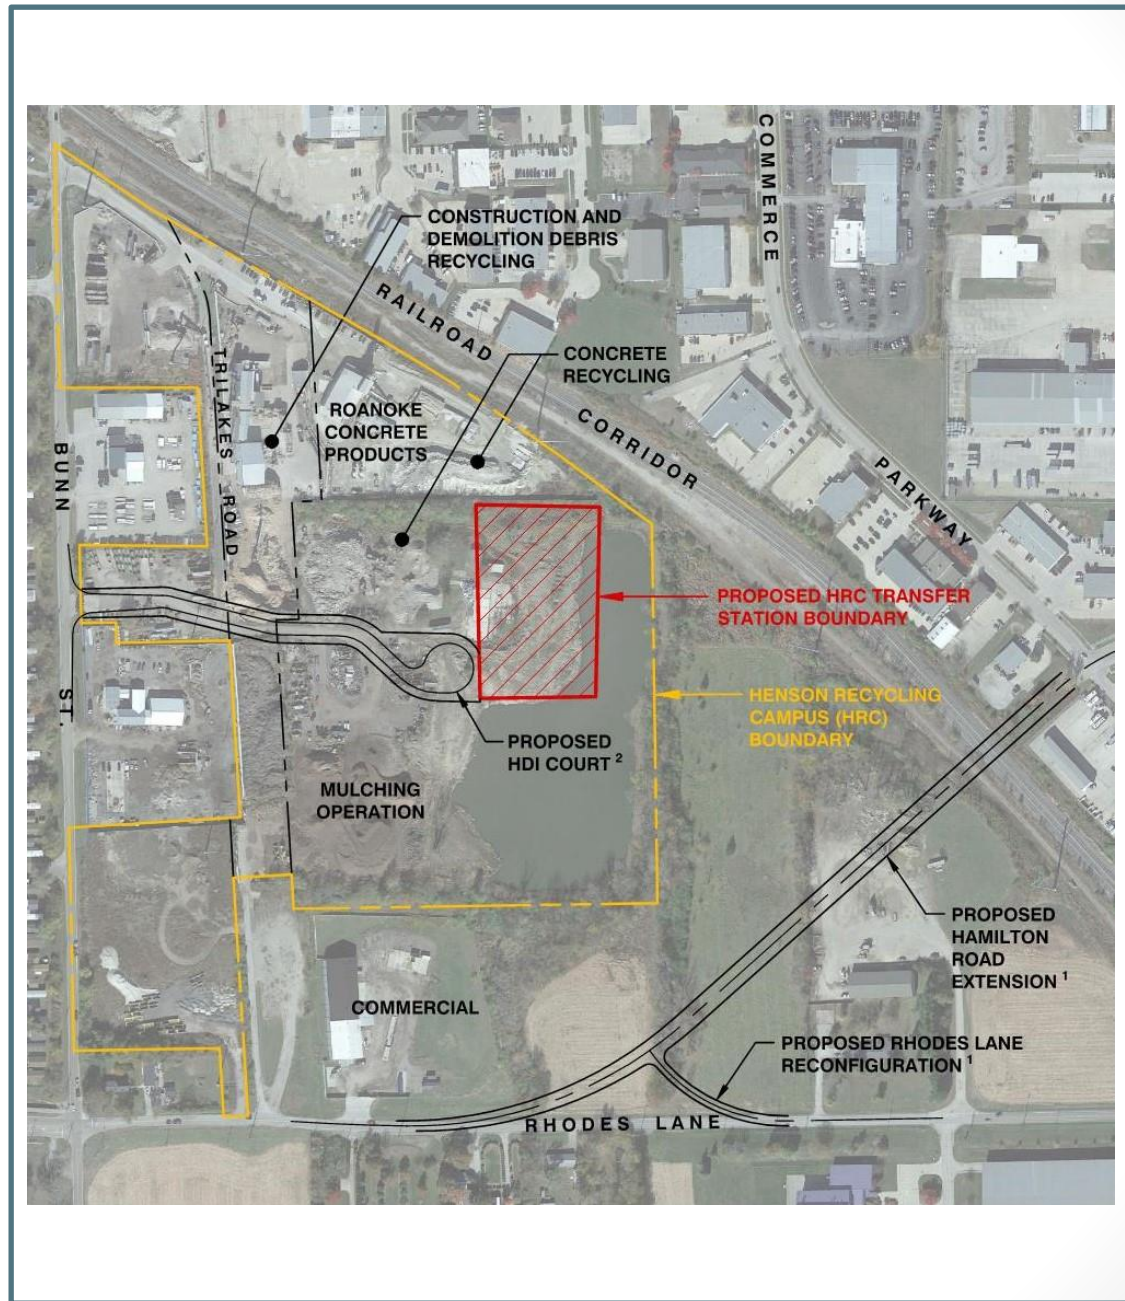 COMMERCE
CONSTRUCTION AND
DEMOLITION DEBRIS
RECYCLING
RAILROAD
CONCRETE
RECYCLING
TRILAKES ROAD
ROANOKE
CONCRETE
PRODUCTS
CORRIDOR
BUNN
PARKWAY
PROPOSED HRC TRANSFER
STATION BOUNDARY
ST.
HENSON RECYCLING
CAMPUS (HRC)
BOUNDARY
PROPOSED
HDI COURT 2
MULCHING
OPERATION
PROPOSED
HAMILTON
ROAD
EXTENSION 1
COMMERCIAL
PROPOSED RHODES LANE
RECONFIGURATION 1
RHODES LANE